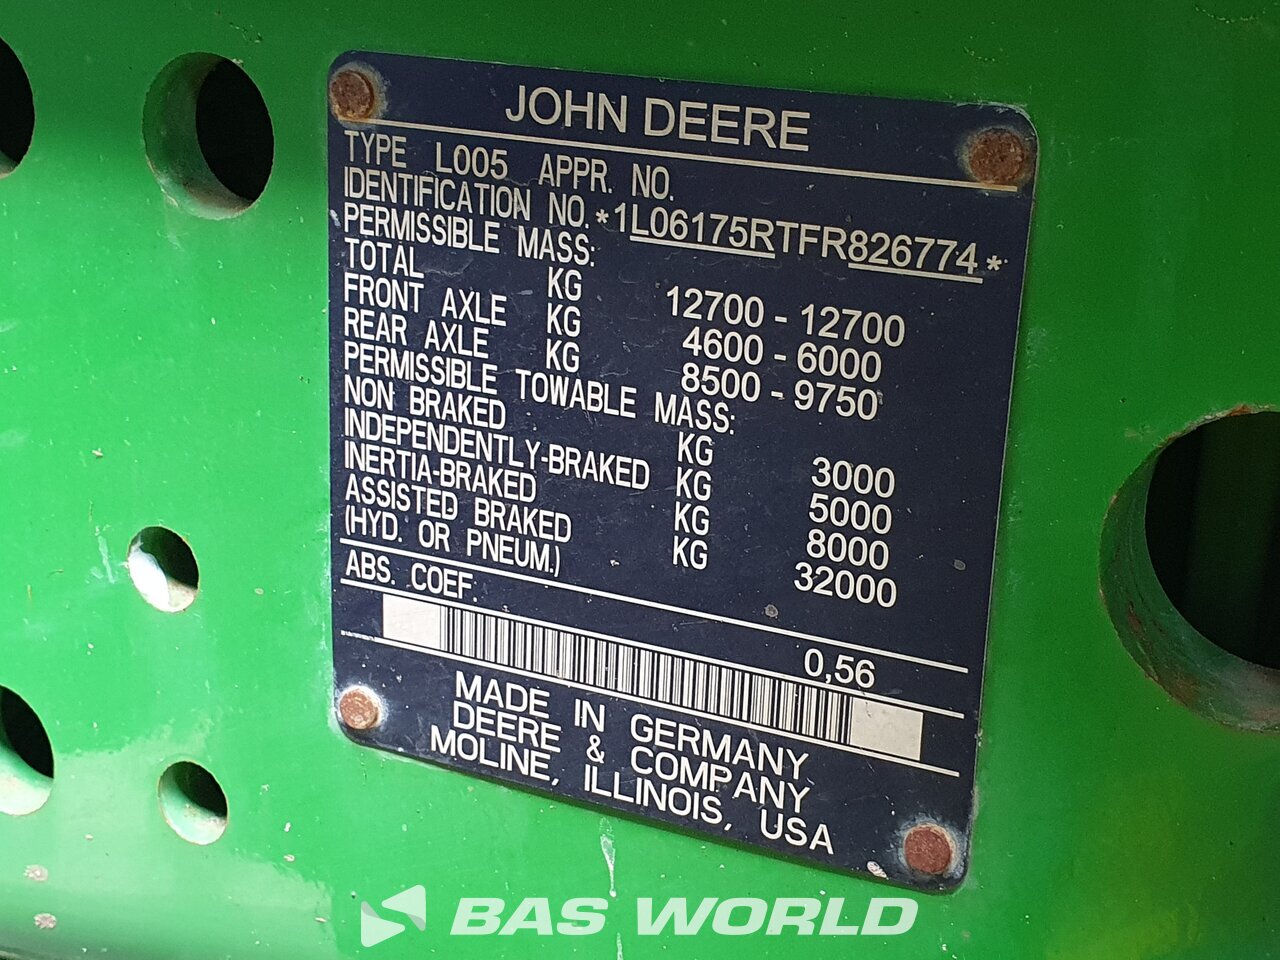 JOHN DEERE
TYPE L005 APPR. NO.
IDENTIFICATION NO. *1L06175RTFR826774*
PERMISSIBLE MASS:
TOTAL KG 12700 - 12700
FRONT AXLE KG 4600 - 6000
REAR AXLE KG 8500 - 9750
PERMISSIBLE TOWABLE MASS:
NON BRAKED KG 3000
INDEPENDENTLY-BRAKED KG 5000
INERTIA-BRAKED KG 8000
ASSISTED BRAKED KG 32000
(HYD. OR PNEUM.)
ABS. COEF. 0,56
MADE IN GERMANY
DEERE & COMPANY
MOLINE, ILLINOIS, USA
BAS WORLD